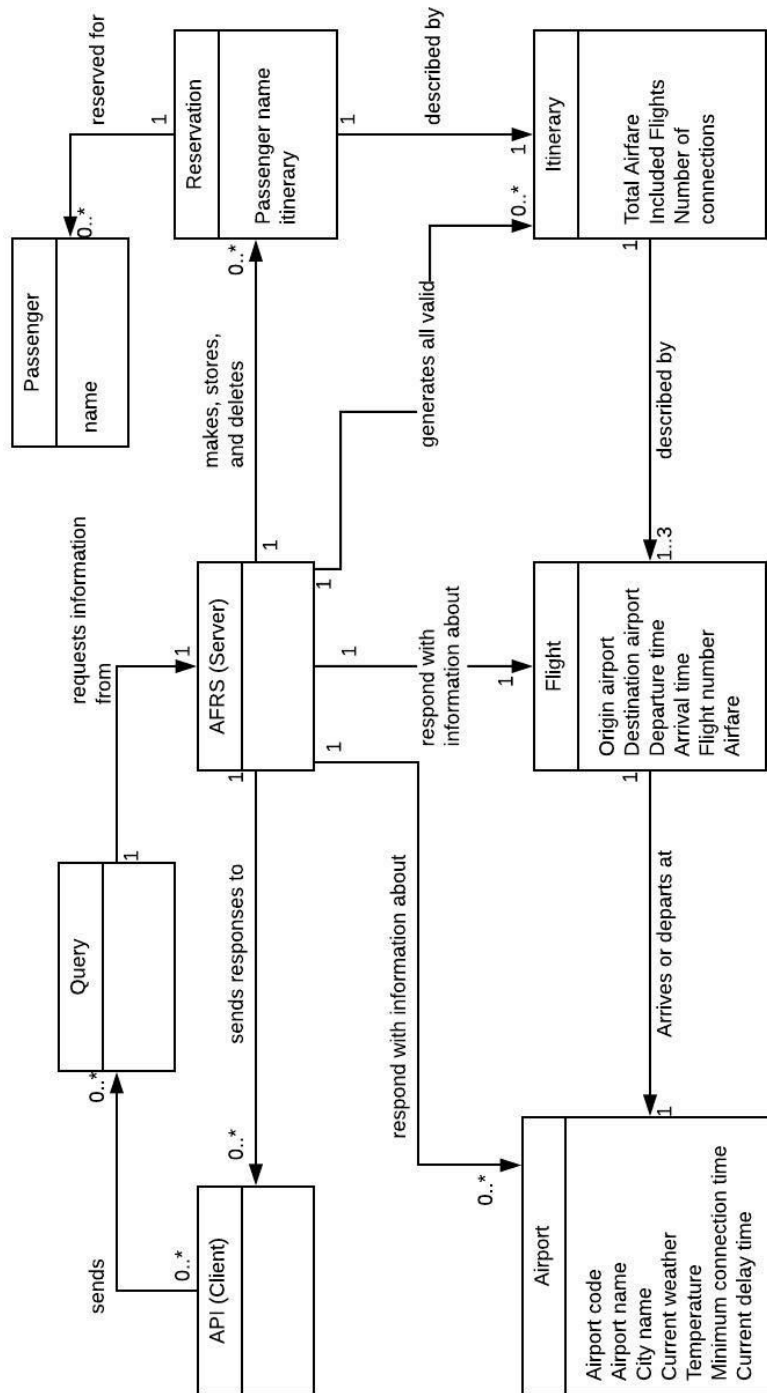 sends
0..*
0..*
Query
1
requests information
from
1
Passenger
name
0..*
reserved for
1
API (Client)
0..*
sends responses to
1
AFRS (Server)
1
makes, stores,
and deletes
0..*
Reservation
Passenger name
itinerary
1
1
1
respond with information about
0..*
1
respond with
information about
1
generates all valid
0..*
described by
1
Airport
Airport code
Airport name
City name
Current weather
Temperature
Minimum connection time
Current delay time
1
Arrives or departs at
1
Flight
Origin airport
Destination airport
Departure time
Arrival time
Flight number
Airfare
1..3
described by
1
Itinerary
Total Airfare
Included Flights
Number of
connections